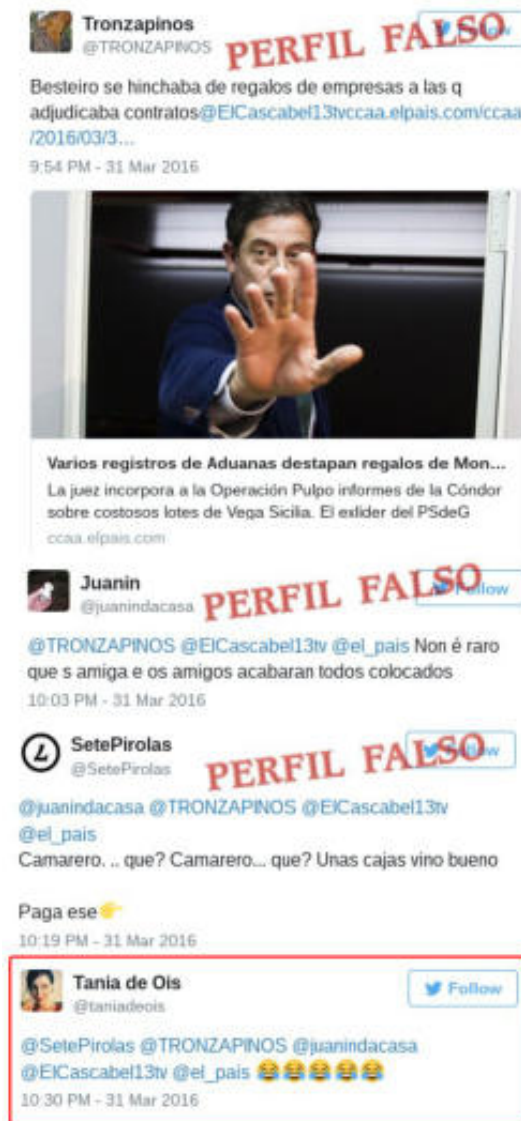 Tronzapinos
@TRONZAPINOS
PERFIL FALSO
Follow
Besteiro se hinchaba de regalos de empresas a las q
adjudicaba contratos@ElCascabel13tvccaa.elpais.com/ccaa
/2016/03/3...
9:54 PM - 31 Mar 2016
Varios registros de Aduanas destapan regalos de Mon...
La juez incorpora a la Operación Pulpo informes de la Cóndor
sobre costosos lotes de Vega Sicilia. El exlider del PSdeG
ccaa.elpais.com
Juanin
@juanindacasa
PERFIL FALSO
Follow
@TRONZAPINOS @ElCascabel13tv @el_pais Non é raro
que s amiga e os amigos acabaran todos colocados
10:03 PM - 31 Mar 2016
SetePirolas
@SetePirolas
PERFIL FALSO
Follow
@juanindacasa @TRONZAPINOS @ElCascabel13tv
@el_pais
Camarero. .. que? Camarero... que? Unas cajas vino bueno
Paga ese👉
10:19 PM - 31 Mar 2016
Tania de Ois
@taniadeois
Follow
@SetePirolas @TRONZAPINOS @juanindacasa
@ElCascabel13tv @el_pais 😂😂😂😂😂
10:30 PM - 31 Mar 2016